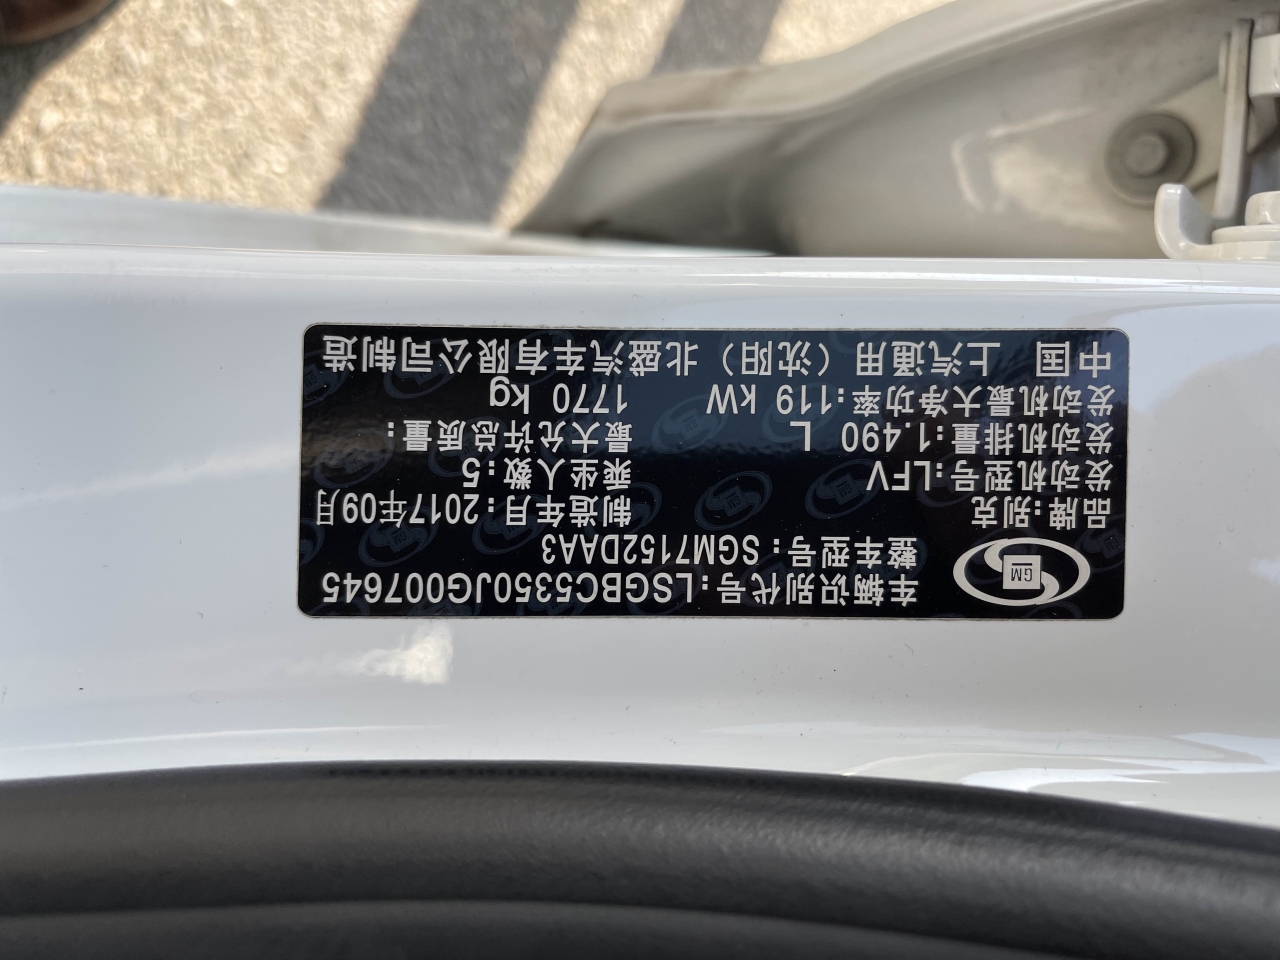 车辆识别代号:LSGBC5350JG007645
整车型号:SGM7152DAA3
GM
品牌:别克 制造年月:2017年09月
发动机型号:LFV 乘坐人数:5
发动机排量:1.490 L 最大允许总质量:
发动机最大净功率:119 kW 1770 kg
中国 上汽通用（沈阳）北盛汽车有限公司制造